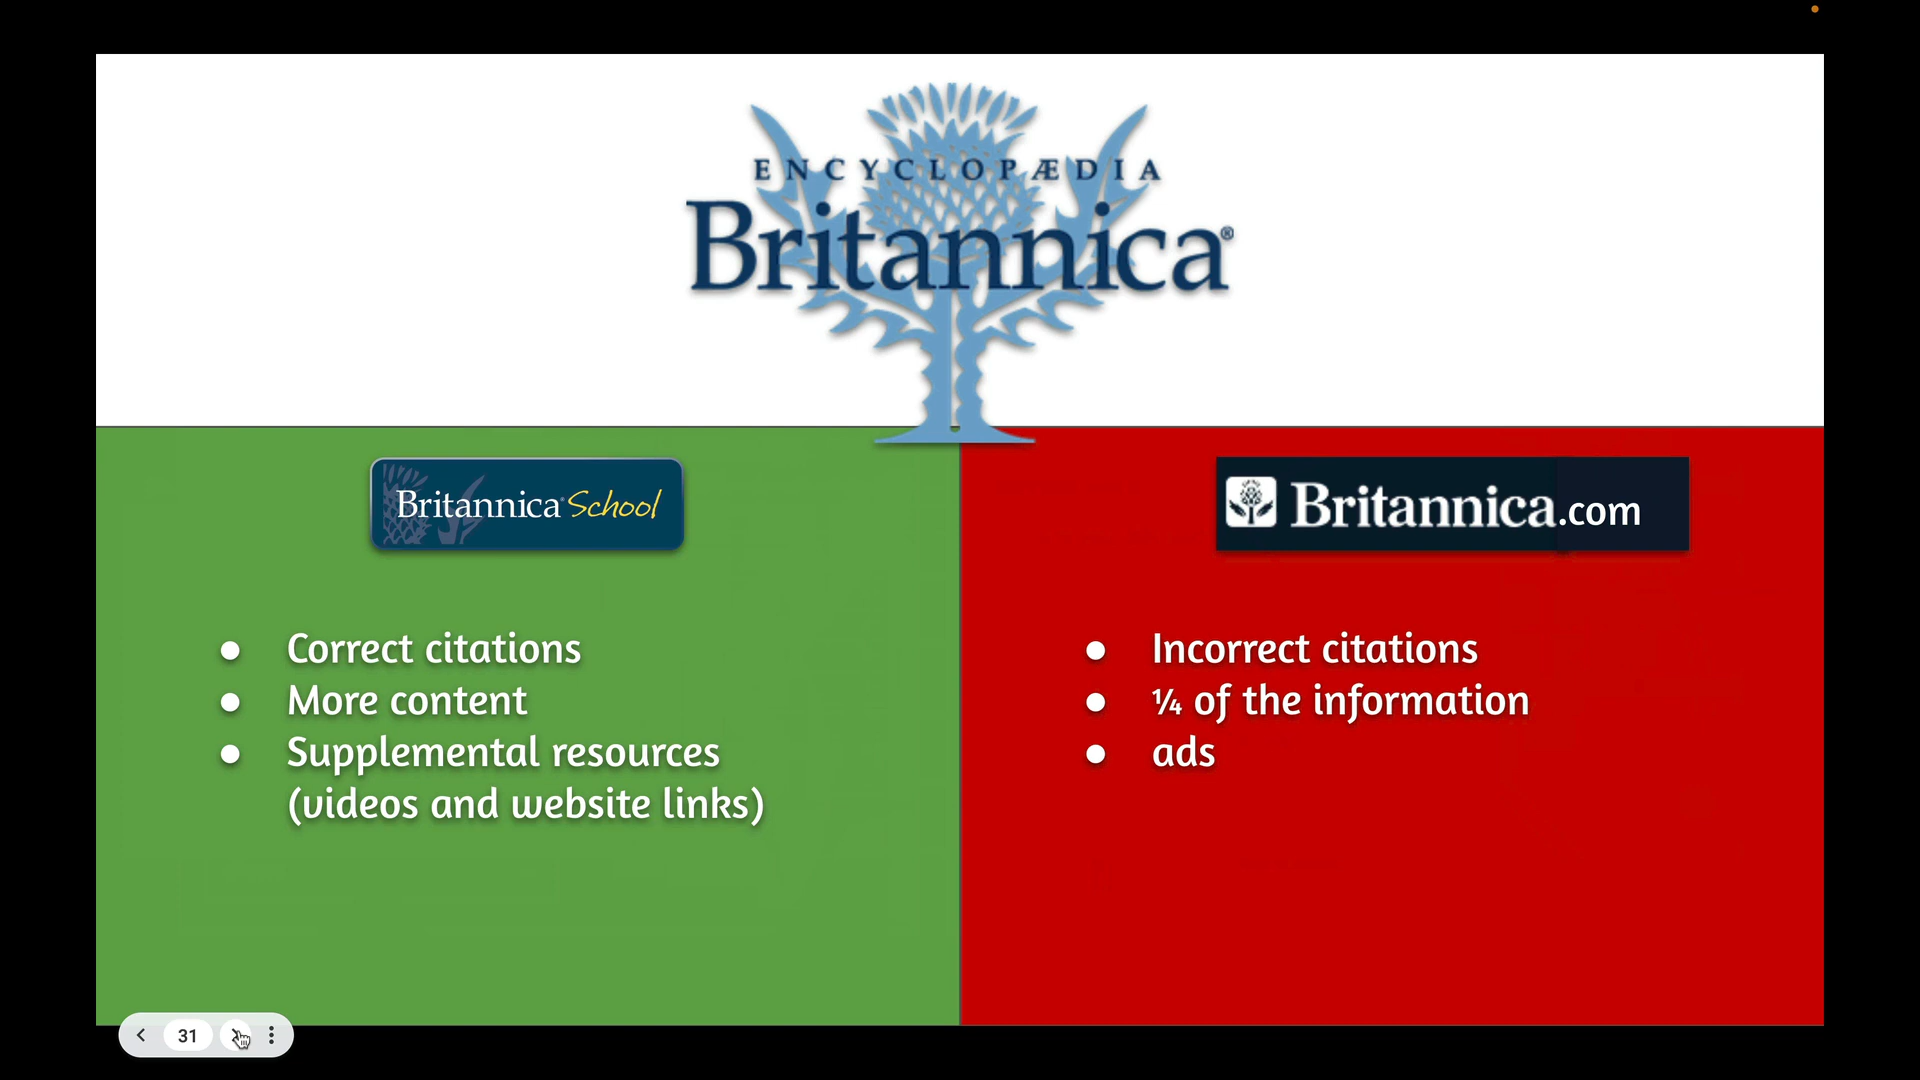 ENCYCLOPÆDIA
Britannica®
Britannica School
Britannica.com
● Correct citations
● More content
● Supplemental resources
(videos and website links)
● Incorrect citations
● ¼ of the information
● ads
31